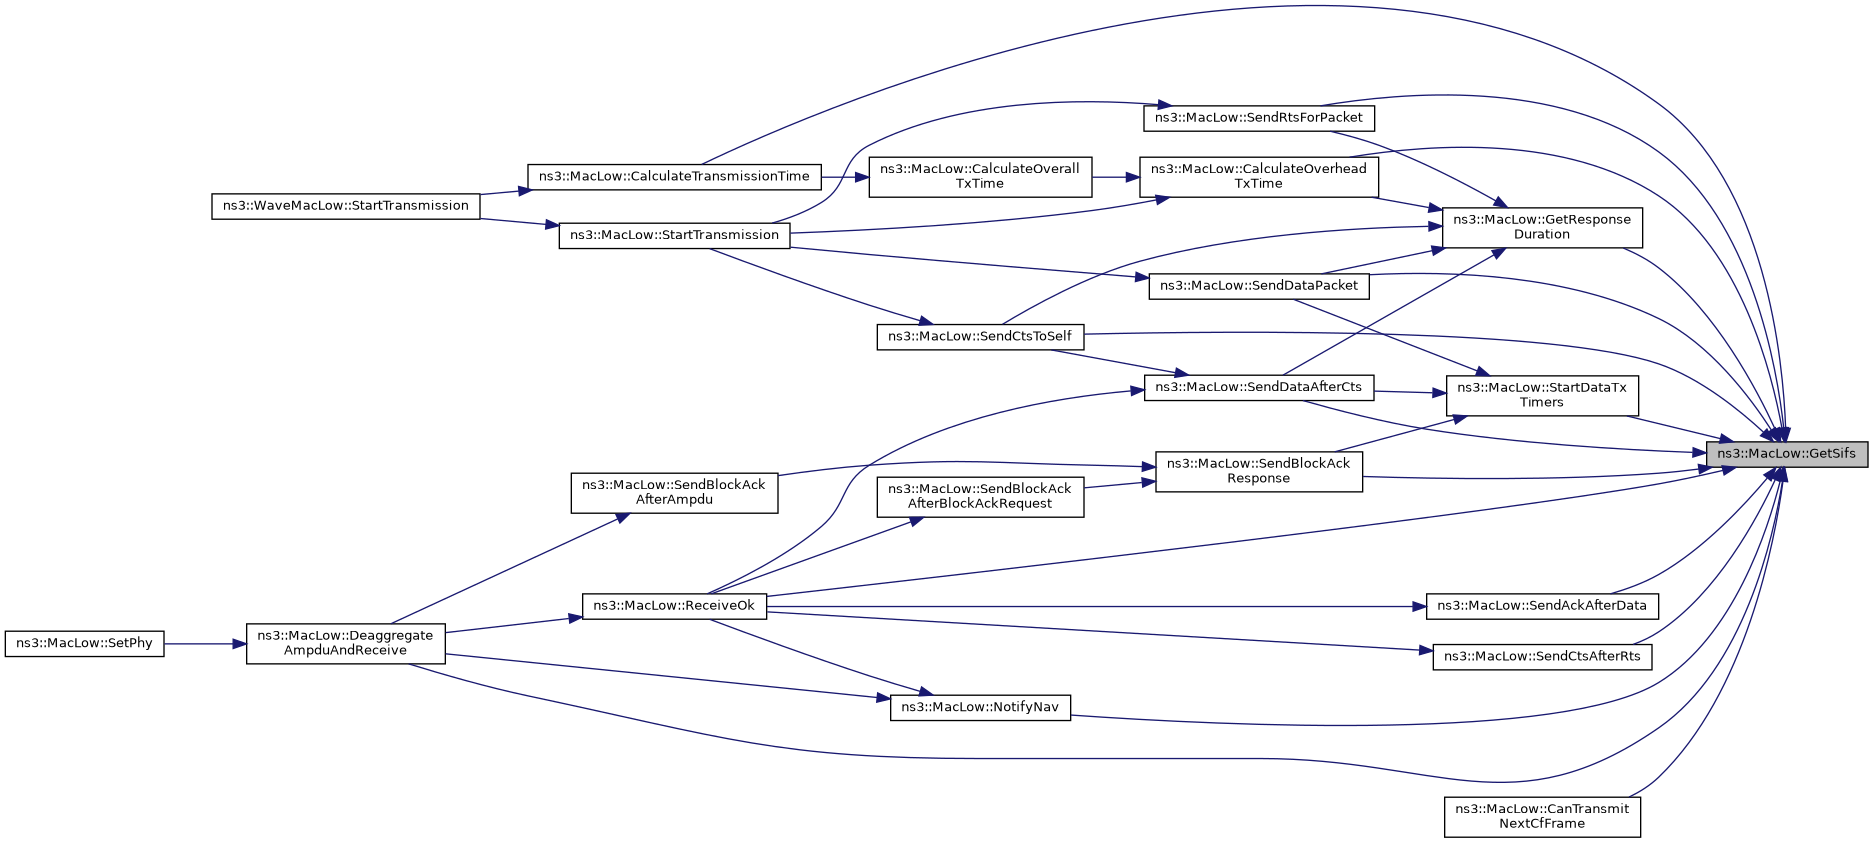 ns3::MacLow::SendRtsForPacket
ns3::MacLow::CalculateTransmissionTime
ns3::MacLow::CalculateOverall
TxTime
ns3::MacLow::CalculateOverhead
TxTime
ns3::WaveMacLow::StartTransmission
ns3::MacLow::StartTransmission
ns3::MacLow::GetResponse
Duration
ns3::MacLow::SendDataPacket
ns3::MacLow::SendCtsToSelf
ns3::MacLow::SendDataAfterCts
ns3::MacLow::StartDataTx
Timers
ns3::MacLow::GetSifs
ns3::MacLow::SendBlockAck
Response
ns3::MacLow::SendBlockAck
AfterAmpdu
ns3::MacLow::SendBlockAck
AfterBlockAckRequest
ns3::MacLow::ReceiveOk
ns3::MacLow::SendAckAfterData
ns3::MacLow::SetPhy
ns3::MacLow::Deaggregate
AmpduAndReceive
ns3::MacLow::SendCtsAfterRts
ns3::MacLow::NotifyNav
ns3::MacLow::CanTransmit
NextCfFrame